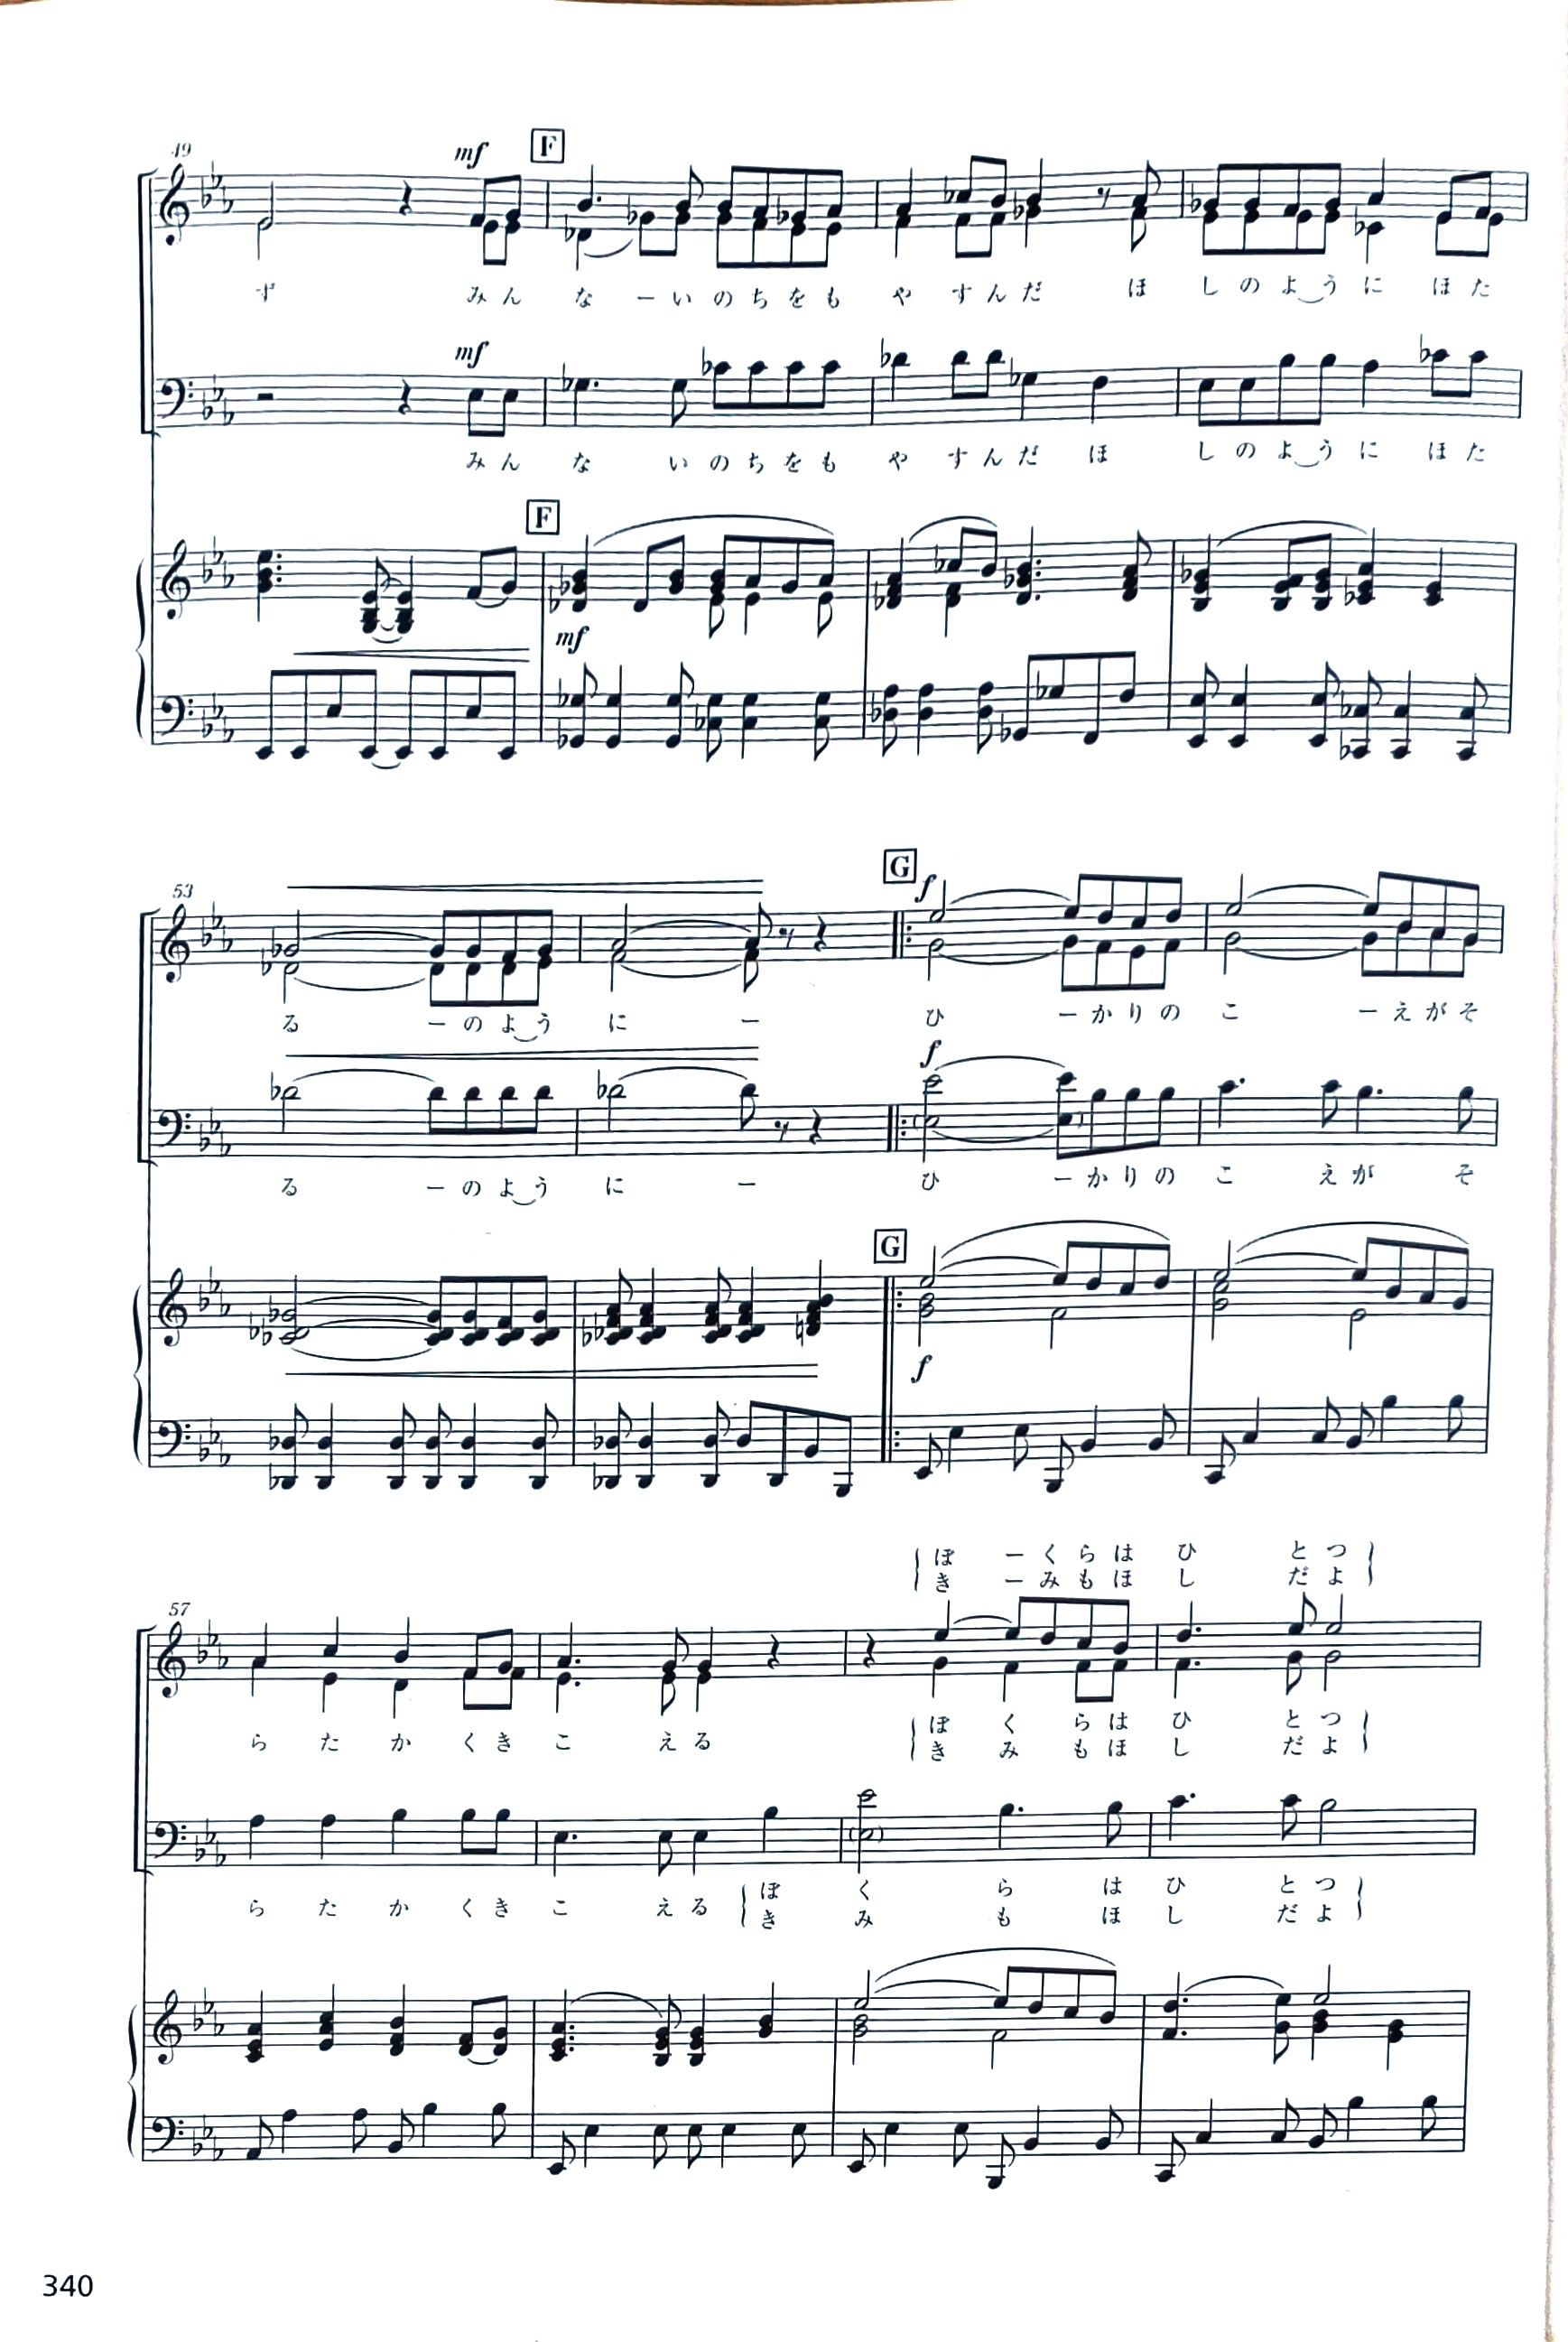 49
mf
F
ず みん な ー い の ち を も や す ん だ ほ し の よ う に ほ た
mf
み ん な い の ち を も や す ん だ ほ し の よ う に ほ た
F
mf
53
G
f
る ー の よ う に ー ひ ー か り の こ ー え が そ
f
る ー の よ う に ー ひ ー か り の こ え が そ
G
f
ぼ ー く ら は ひ と つ
き ー み も ほ し だ よ
57
ぼ く ら は ひ と つ
ら た か く き こ え る
き み も ほ し だ よ
ら た か く き こ え る
ぼ く ら は ひ と つ
き み も ほ し だ よ
340